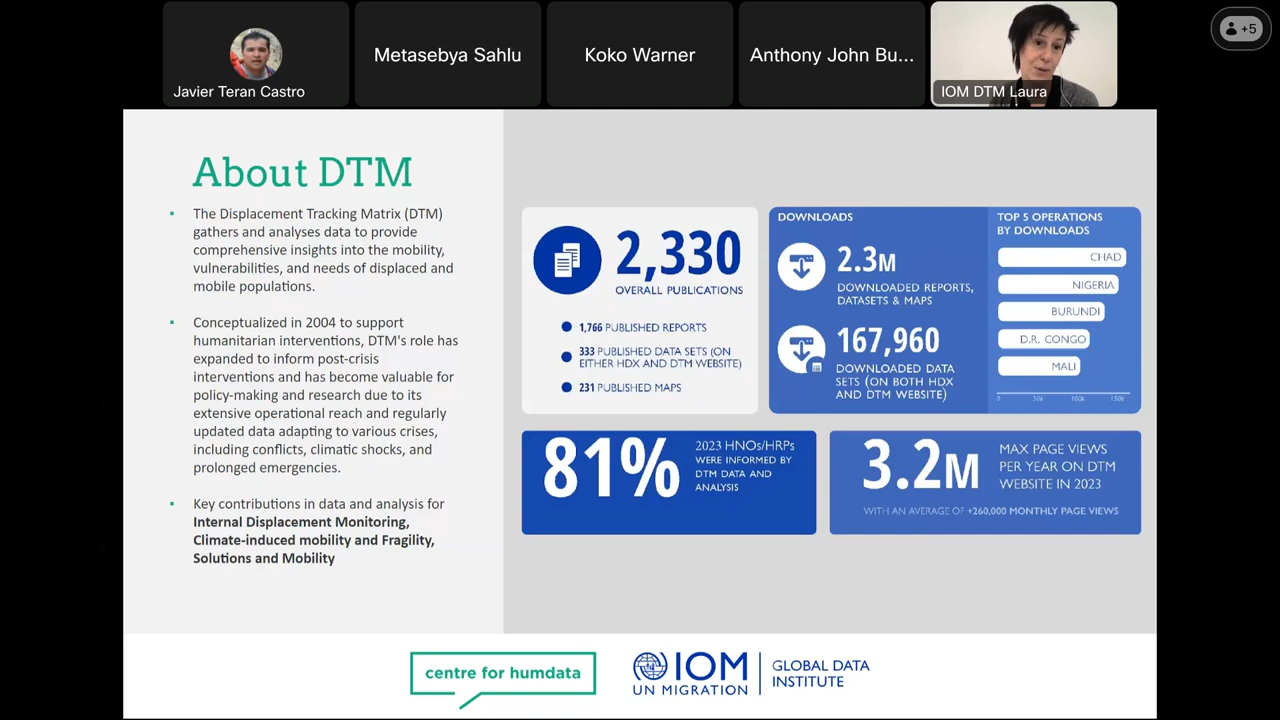 Javier Teran Castro
Metasebya Sahlu
Koko Warner
Anthony John Bu...
IOM DTM Laura
+5
About DTM
▪ The Displacement Tracking Matrix (DTM)
gathers and analyses data to provide
comprehensive insights into the mobility,
vulnerabilities, and needs of displaced and
mobile populations.
▪ Conceptualized in 2004 to support
humanitarian interventions, DTM's role has
expanded to inform post-crisis
interventions and has become valuable for
policy-making and research due to its
extensive operational reach and regularly
updated data adapting to various crises,
including conflicts, climatic shocks, and
prolonged emergencies.
▪ Key contributions in data and analysis for
Internal Displacement Monitoring,
Climate-induced mobility and Fragility,
Solutions and Mobility
2,330
OVERALL PUBLICATIONS
1,766 PUBLISHED REPORTS
333 PUBLISHED DATA SETS (ON
EITHER HDX AND DTM WEBSITE)
231 PUBLISHED MAPS
DOWNLOADS
2.3M
DOWNLOADED REPORTS,
DATASETS & MAPS
167,960
DOWNLOADED DATA
SETS (ON BOTH HDX
AND DTM WEBSITE)
TOP 5 OPERATIONS
BY DOWNLOADS
CHAD
NIGERIA
BURUNDI
D.R. CONGO
MALI
0 50k 100k 150k
81%
2023 HNOs/HRPs
WERE INFORMED BY
DTM DATA AND
ANALYSIS
3.2M
MAX PAGE VIEWS
PER YEAR ON DTM
WEBSITE IN 2023
WITH AN AVERAGE OF +260,000 MONTHLY PAGE VIEWS
centre for humdata
IOM
UN MIGRATION
GLOBAL DATA
INSTITUTE